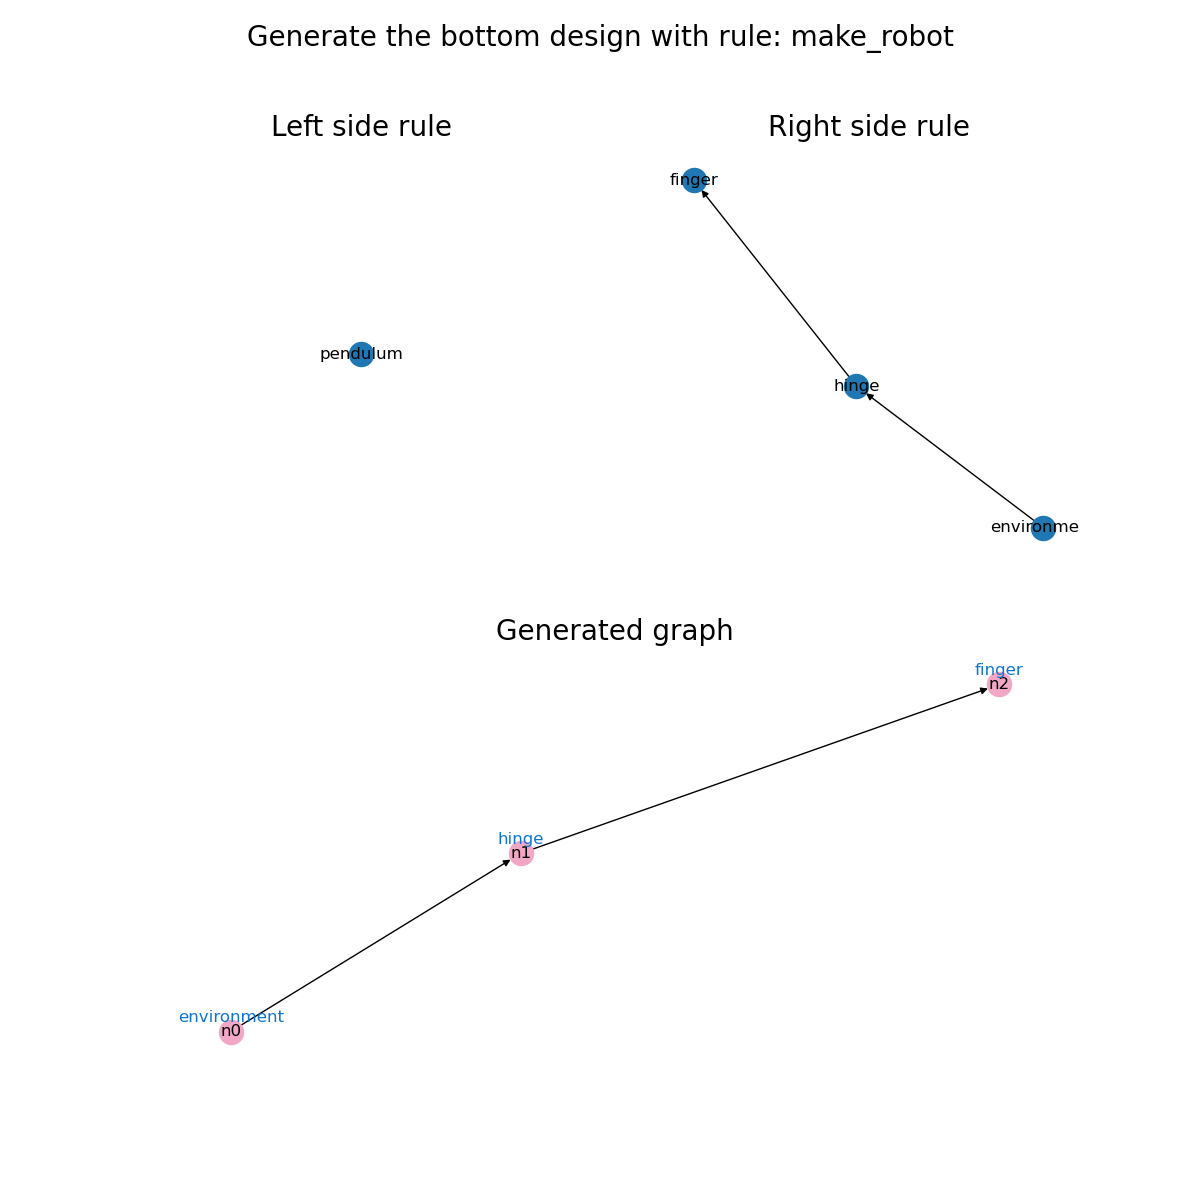 Generate the bottom design with rule: make_robot
Left side rule
Right side rule
finger
pendulum
hinge
environme
Generated graph
finger
n2
hinge
n1
environment
n0